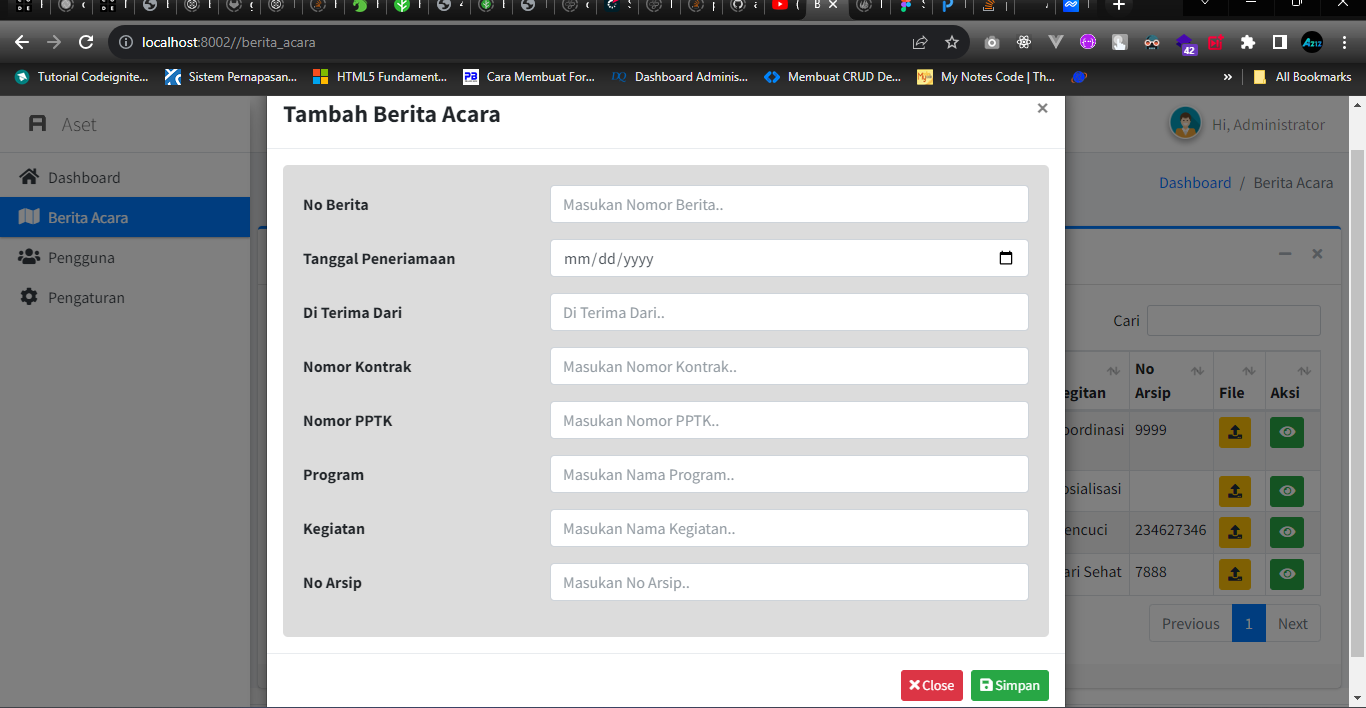 localhost:8002//berita_acara
42
Tutorial Codeignite... Sistem Pernapasan... HTML5 Fundament... Cara Membuat For... Dashboard Adminis... Membuat CRUD De... My Notes Code | Th... » All Bookmarks
Aset
Hi, Administrator
Dashboard
Berita Acara
Pengguna
Pengaturan
Dashboard / Berita Acara
Tambah Berita Acara ×
No Berita Masukan Nomor Berita..
Tanggal Peneriamaan mm/dd/yyyy
Di Terima Dari Di Terima Dari..
Nomor Kontrak Masukan Nomor Kontrak..
Nomor PPTK Masukan Nomor PPTK..
Program Masukan Nama Program..
Kegiatan Masukan Nama Kegiatan..
No Arsip Masukan No Arsip..
Close Simpan
Cari
egitan No Arsip File Aksi
oordinasi 9999
osialisasi
encuci 234627346
ari Sehat 7888
Previous 1 Next